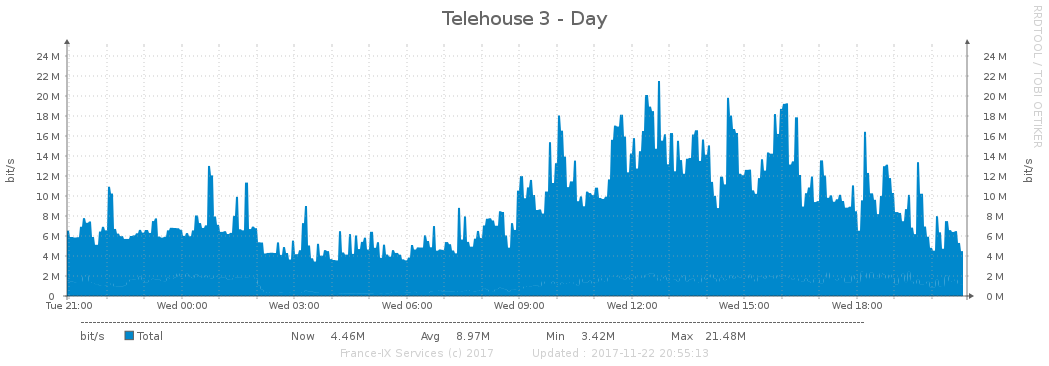 Telehouse 3 - Day
RRDTOOL / TOBI OETIKER
bit/s
24 M 24 M
22 M 22 M
20 M 20 M
18 M 18 M
16 M 16 M
14 M 14 M
12 M 12 M
10 M 10 M
8 M 8 M
6 M 6 M
4 M 4 M
2 M 2 M
0 0 M
bit/s
Tue 21:00 Wed 00:00 Wed 03:00 Wed 06:00 Wed 09:00 Wed 12:00 Wed 15:00 Wed 18:00
bit/s Total Now 4.46M Avg 8.97M Min 3.42M Max 21.48M
France-IX Services (c) 2017 Updated : 2017-11-22 20:55:13